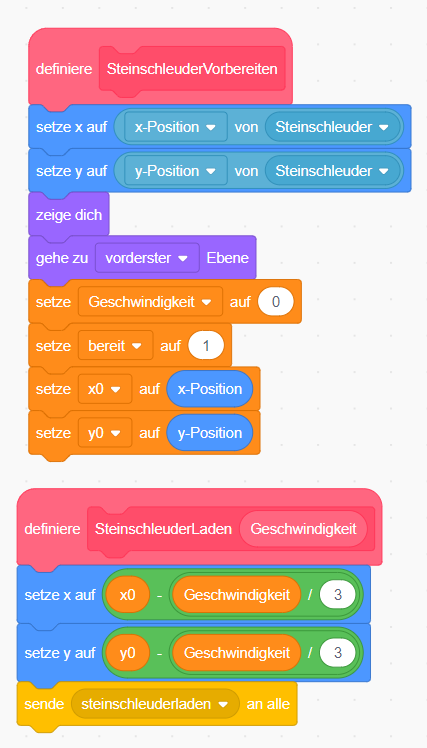 definiere SteinschleuderVorbereiten
setze x auf x-Position von Steinschleuder
setze y auf y-Position von Steinschleuder
zeige dich
gehe zu vorderster Ebene
setze Geschwindigkeit auf 0
setze bereit auf 1
setze x0 auf x-Position
setze y0 auf y-Position
definiere SteinschleuderLaden Geschwindigkeit
setze x auf x0 - Geschwindigkeit / 3
setze y auf y0 - Geschwindigkeit / 3
sende steinschleuderladen an alle